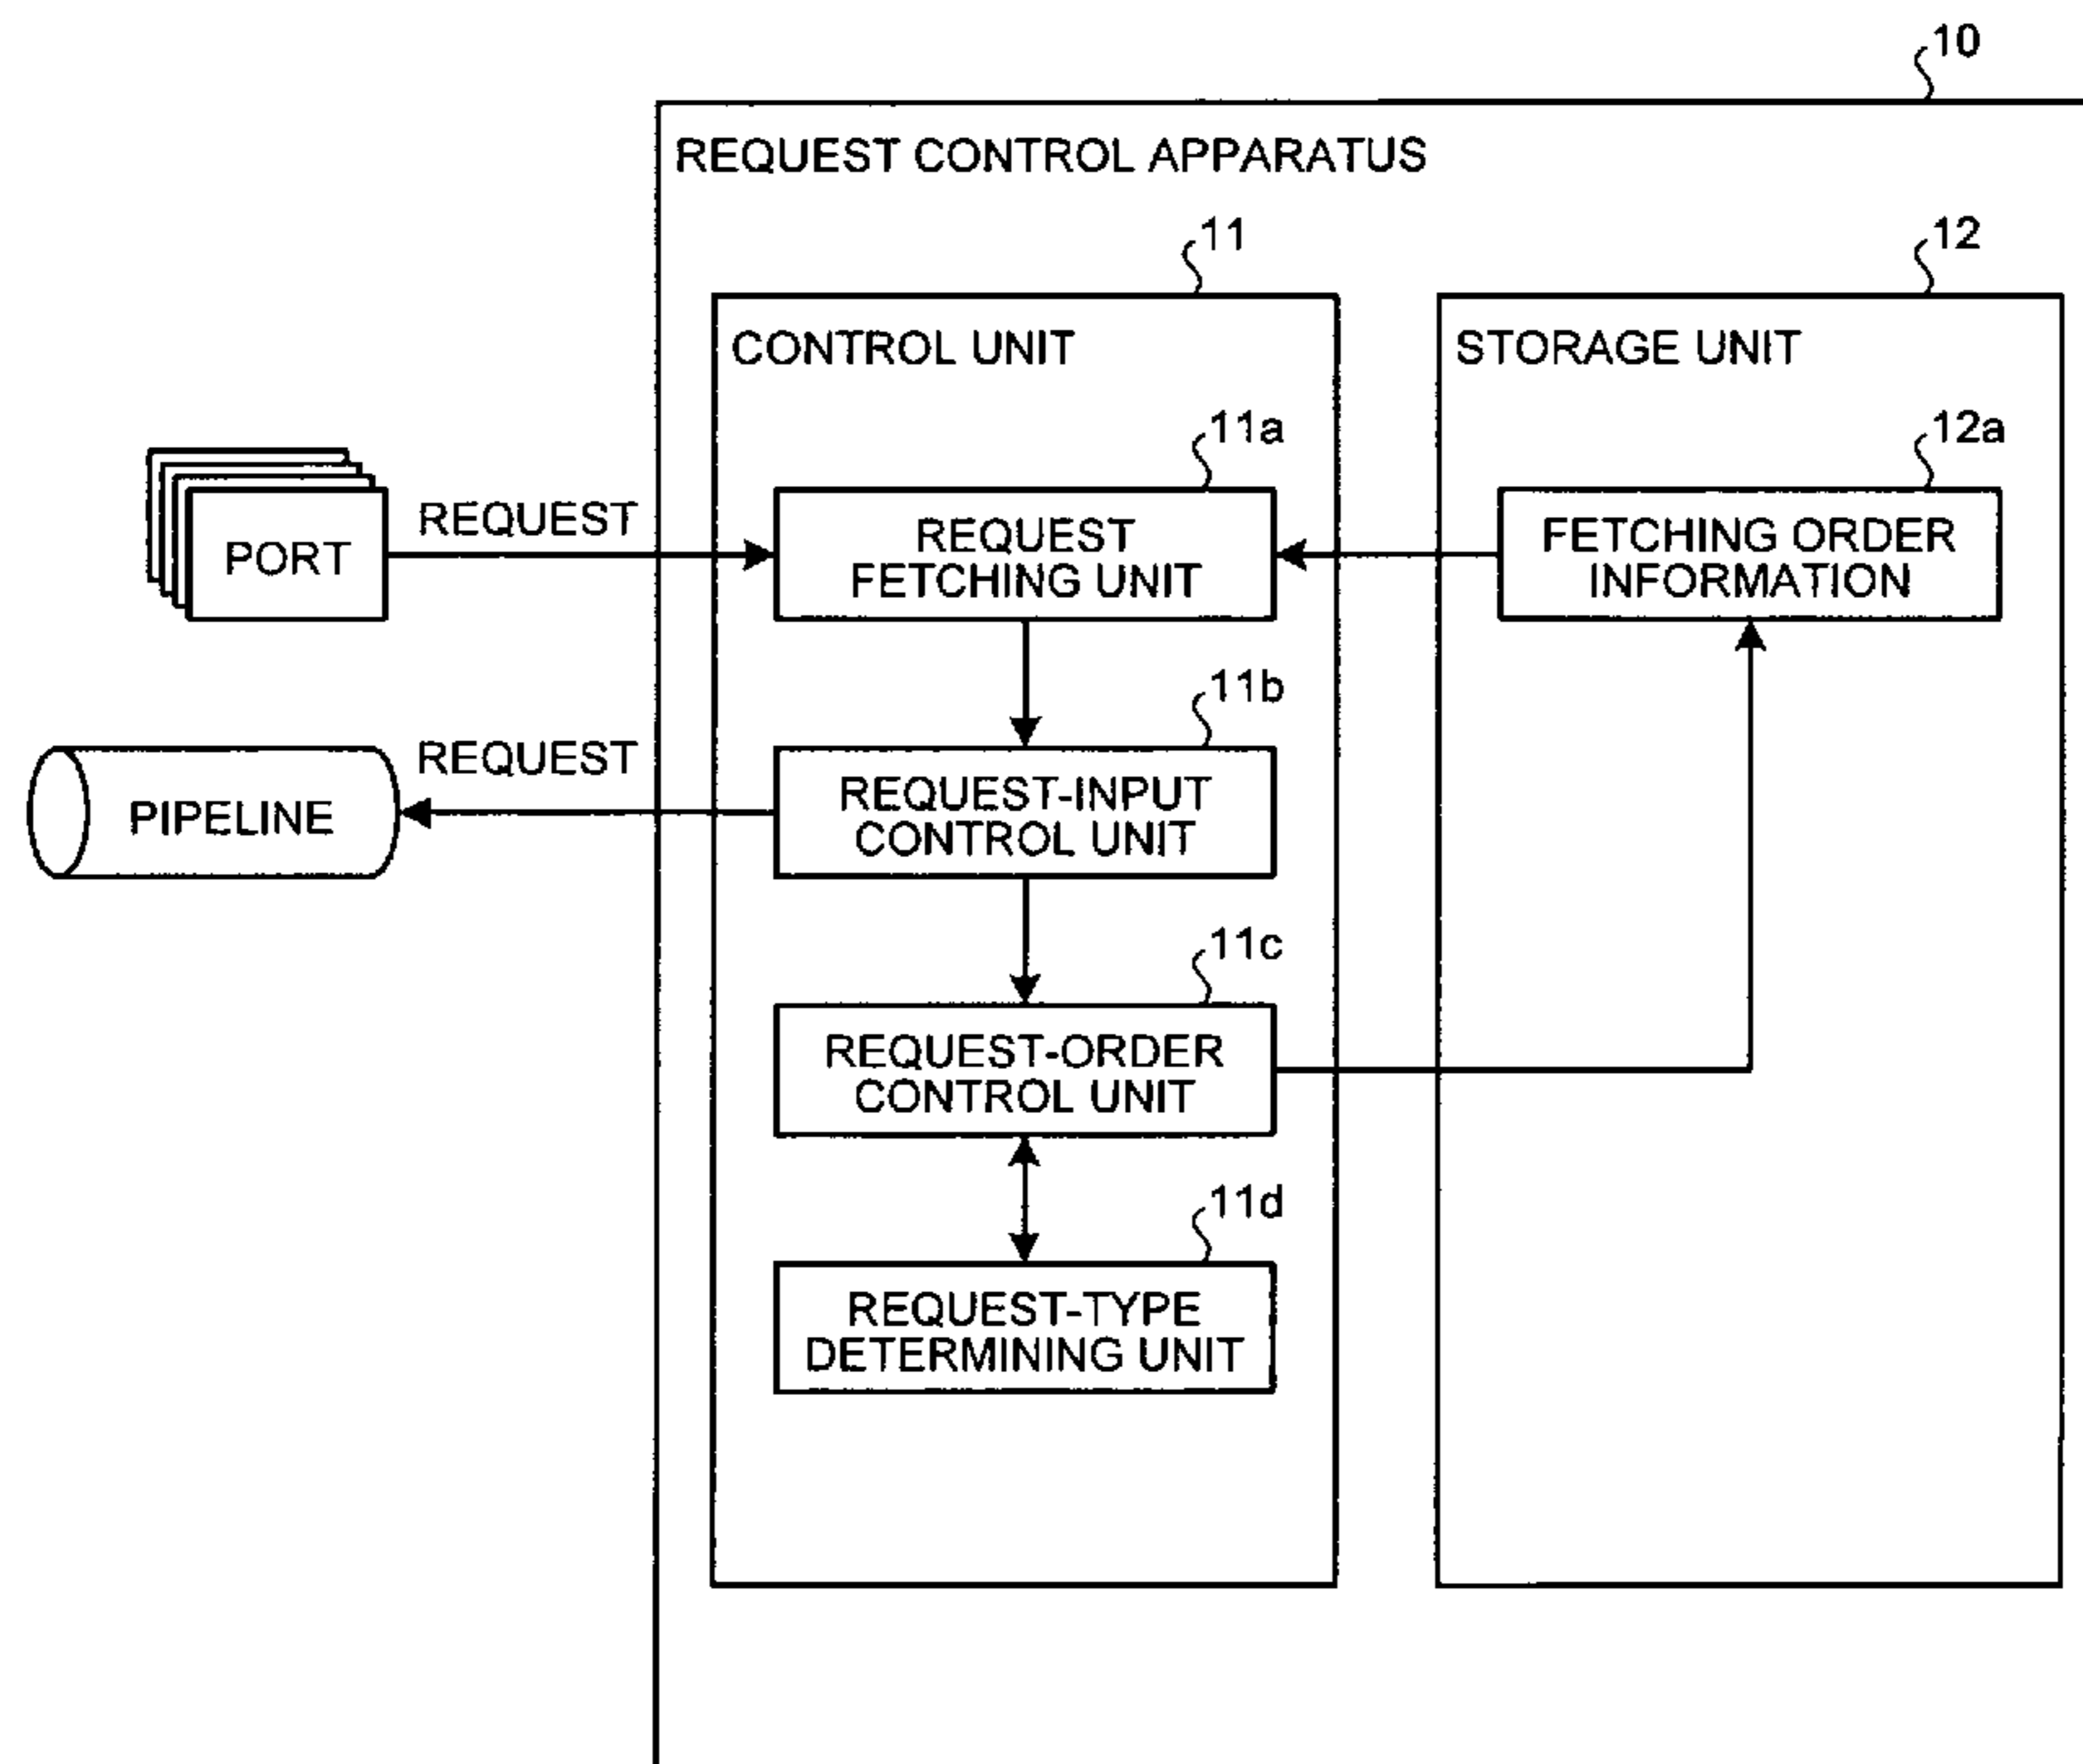 10
REQUEST CONTROL APPARATUS
11
12
CONTROL UNIT
STORAGE UNIT
11a
12a
PORT
REQUEST
REQUEST
FETCHING UNIT
FETCHING ORDER
INFORMATION
11b
PIPELINE
REQUEST
REQUEST-INPUT
CONTROL UNIT
11c
REQUEST-ORDER
CONTROL UNIT
11d
REQUEST-TYPE
DETERMINING UNIT